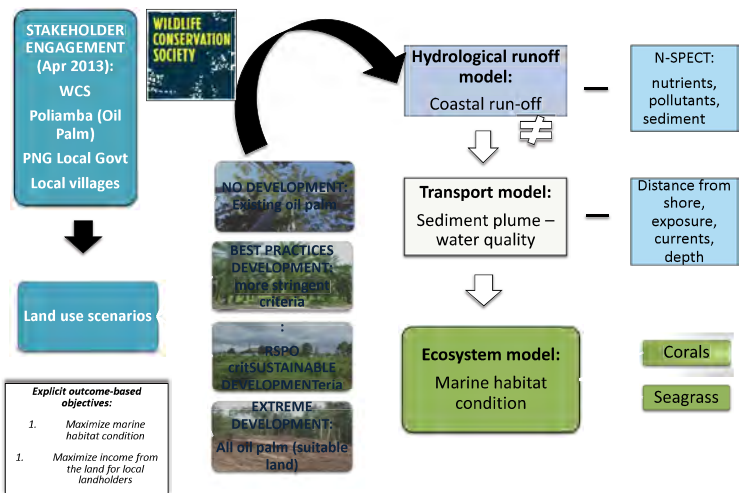 STAKEHOLDER
ENGAGEMENT
(Apr 2013):
WCS
Poliamba (Oil
Palm)
PNG Local Govt
Local villages
WILDLIFE
CONSERVATION
SOCIETY
Land use scenarios
Explicit outcome-based
objectives:
1. Maximize marine
habitat condition
1. Maximize income from
the land for local
landholders
NO DEVELOPMENT:
Existing oil palm
BEST PRACTICES
DEVELOPMENT:
more stringent
criteria
:
RSPO
critSUSTAINABLE
DEVELOPMENTeria
EXTREME
DEVELOPMENT:
All oil palm (suitable
land)
Hydrological runoff
model:
Coastal run-off
≠
Transport model:
Sediment plume –
water quality
Ecosystem model:
Marine habitat
condition
N-SPECT:
nutrients,
pollutants,
sediment
Distance from
shore,
exposure,
currents,
depth
Corals
Seagrass